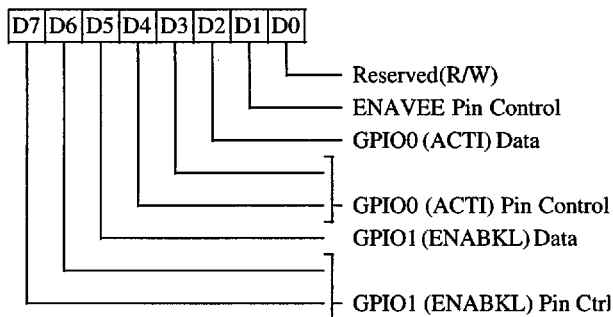 D7 D6 D5 D4 D3 D2 D1 D0
Reserved(R/W)
ENAVEE Pin Control
GPIO0 (ACTI) Data
GPIO0 (ACTI) Pin Control
GPIO1 (ENABKL) Data
GPIO1 (ENABKL) Pin Ctrl